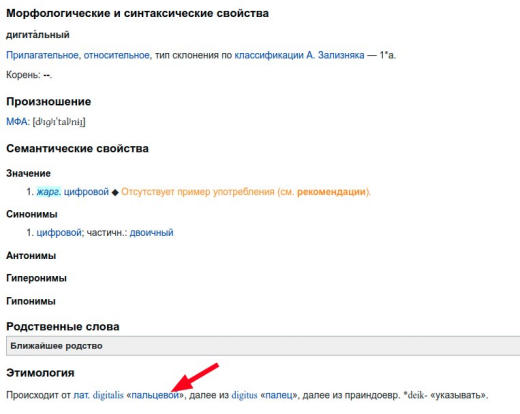 Морфологические и синтаксические свойства
дигита́льный
Прилагательное, относительное, тип склонения по классификации А. Зализняка — 1*a.
Корень: --.
Произношение
МФА: [dʲɪɡʲɪˈtalʲnɨɪ̯]
Семантические свойства
Значение
1. жарг. цифровой ◆ Отсутствует пример употребления (см. рекомендации).
Синонимы
1. цифровой; частичн.: двоичный
Антонимы
Гиперонимы
Гипонимы
Родственные слова
Ближайшее родство
Этимология
Происходит от лат. digitalis «пальцевой», далее из digitus «палец», далее из праиндоевр. *deik- «указывать».